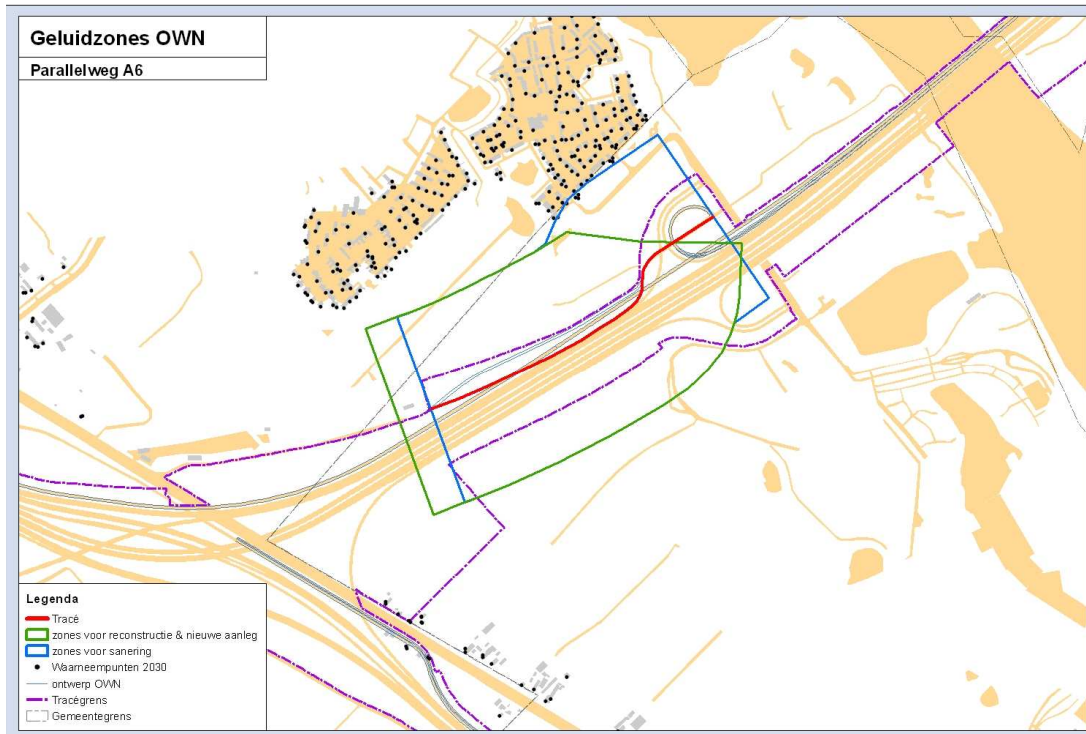 Geluidzones OWN
Parallelweg A6
Legenda
Tracé
zones voor reconstructie & nieuwe aanleg
zones voor sanering
Waarneempunten 2030
ontwerp OWN
Tracégrens
Gemeentegrens